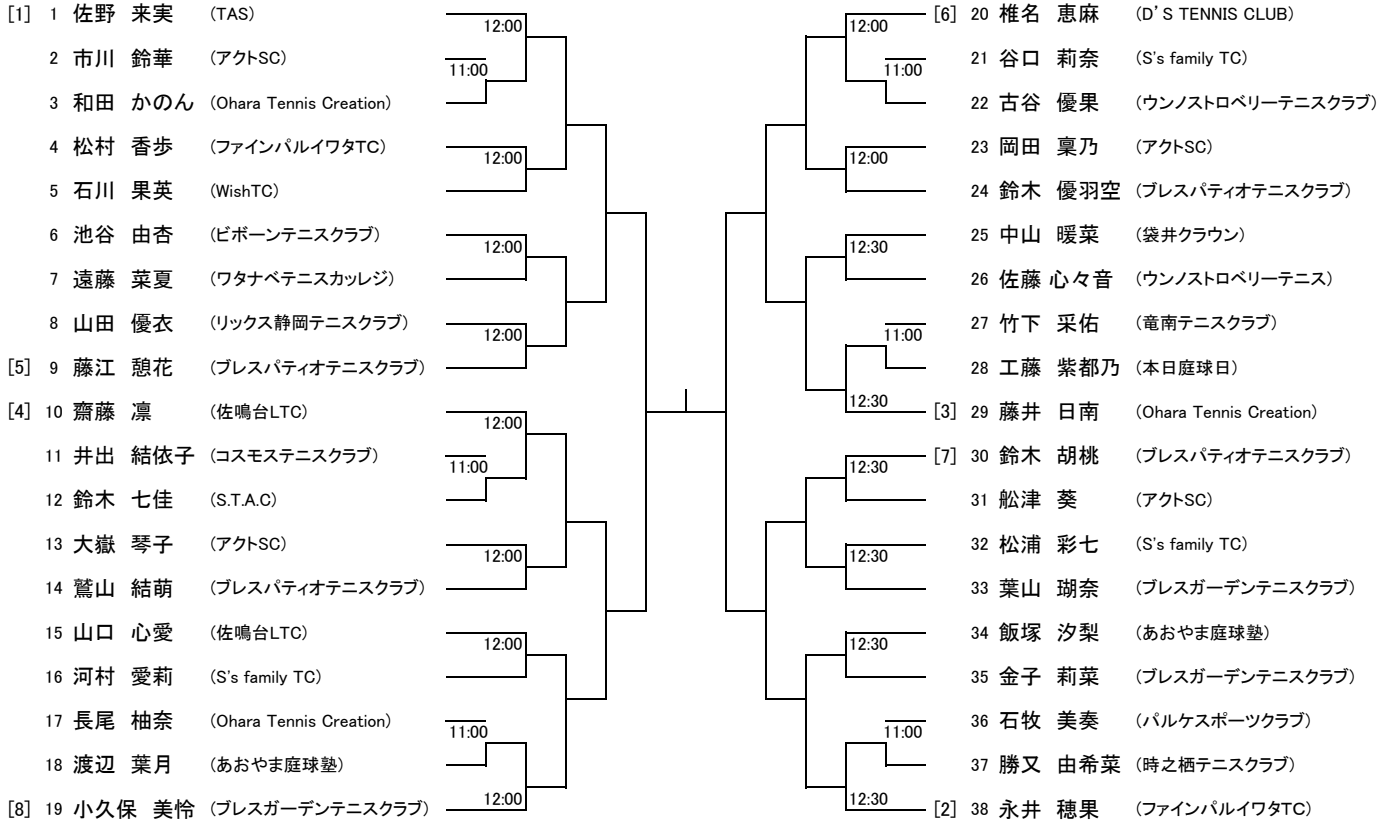 [1] 1 佐野 来実 (TAS)
12:00
2 市川 鈴華 (アクトSC)
11:00
3 和田 かのん (Ohara Tennis Creation)
4 松村 香歩 (ファインパルイワタTC)
12:00
5 石川 果英 (WishTC)
6 池谷 由杏 (ビボーンテニスクラブ)
12:00
7 遠藤 菜夏 (ワタナベテニスカッレジ)
8 山田 優衣 (リックス静岡テニスクラブ)
12:00
[5] 9 藤江 憩花 (ブレスパティオテニスクラブ)
[4] 10 齋藤 凛 (佐鳴台LTC)
12:00
11 井出 結依子 (コスモステニスクラブ)
11:00
12 鈴木 七佳 (S.T.A.C)
13 大嶽 琴子 (アクトSC)
12:00
14 鷲山 結萌 (ブレスパティオテニスクラブ)
15 山口 心愛 (佐鳴台LTC)
12:00
16 河村 愛莉 (S's family TC)
17 長尾 柚奈 (Ohara Tennis Creation)
11:00
18 渡辺 葉月 (あおやま庭球塾)
12:00
[8] 19 小久保 美怜 (ブレスガーデンテニスクラブ)
[6] 20 椎名 恵麻 (D'S TENNIS CLUB)
12:00
21 谷口 莉奈 (S's family TC)
11:00
22 古谷 優果 (ウンノストロベリーテニスクラブ)
23 岡田 稟乃 (アクトSC)
12:00
24 鈴木 優羽空 (ブレスパティオテニスクラブ)
25 中山 暖菜 (袋井クラウン)
12:30
26 佐藤 心々音 (ウンノストロベリーテニス)
27 竹下 采佑 (竜南テニスクラブ)
11:00
28 工藤 紫都乃 (本日庭球日)
12:30
[3] 29 藤井 日南 (Ohara Tennis Creation)
[7] 30 鈴木 胡桃 (ブレスパティオテニスクラブ)
12:30
31 舩津 葵 (アクトSC)
32 松浦 彩七 (S's family TC)
12:30
33 葉山 瑚奈 (ブレスガーデンテニスクラブ)
34 飯塚 汐梨 (あおやま庭球塾)
12:30
35 金子 莉菜 (ブレスガーデンテニスクラブ)
36 石牧 美奏 (パルケスポーツクラブ)
11:00
37 勝又 由希菜 (時之栖テニスクラブ)
12:30
[2] 38 永井 穂果 (ファインパルイワタTC)